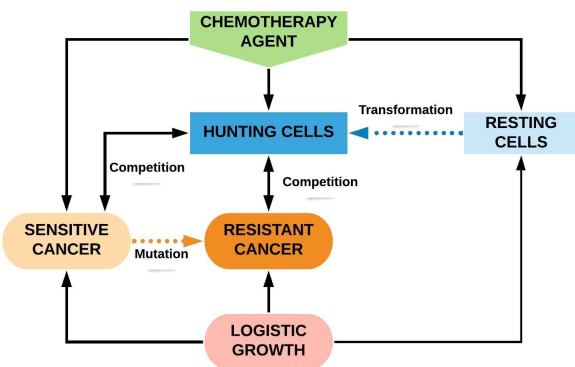 CHEMOTHERAPY
AGENT
Transformation
HUNTING CELLS
RESTING
CELLS
Competition
Competition
SENSITIVE
CANCER
RESISTANT
CANCER
Mutation
LOGISTIC
GROWTH